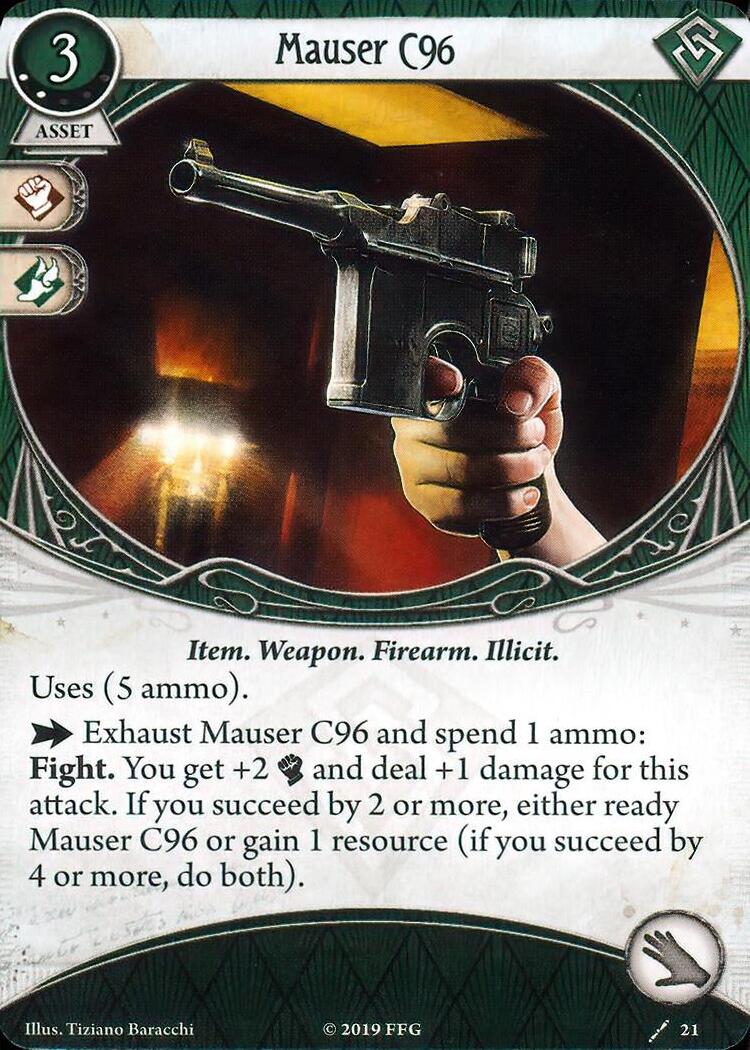 3
Mauser C96
ASSET
Item. Weapon. Firearm. Illicit.
Uses (5 ammo).
Exhaust Mauser C96 and spend 1 ammo:
Fight. You get +2 and deal +1 damage for this
attack. If you succeed by 2 or more, either ready
Mauser C96 or gain 1 resource (if you succeed by
4 or more, do both).
Illus. Tiziano Baracchi
© 2019 FFG
21